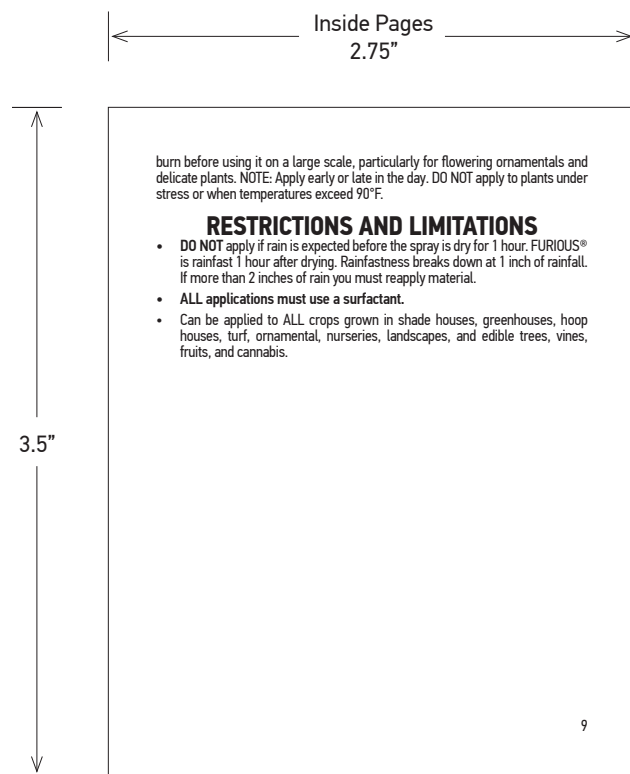 Inside Pages
2.75”
burn before using it on a large scale, particularly for flowering ornamentals and
delicate plants. NOTE: Apply early or late in the day. DO NOT apply to plants under
stress or when temperatures exceed 90°F.
RESTRICTIONS AND LIMITATIONS
• DO NOT apply if rain is expected before the spray is dry for 1 hour. FURIOUS®
is rainfast 1 hour after drying. Rainfastness breaks down at 1 inch of rainfall.
If more than 2 inches of rain you must reapply material.
• ALL applications must use a surfactant.
• Can be applied to ALL crops grown in shade houses, greenhouses, hoop
houses, turf, ornamental, nurseries, landscapes, and edible trees, vines,
fruits, and cannabis.
3.5”
9